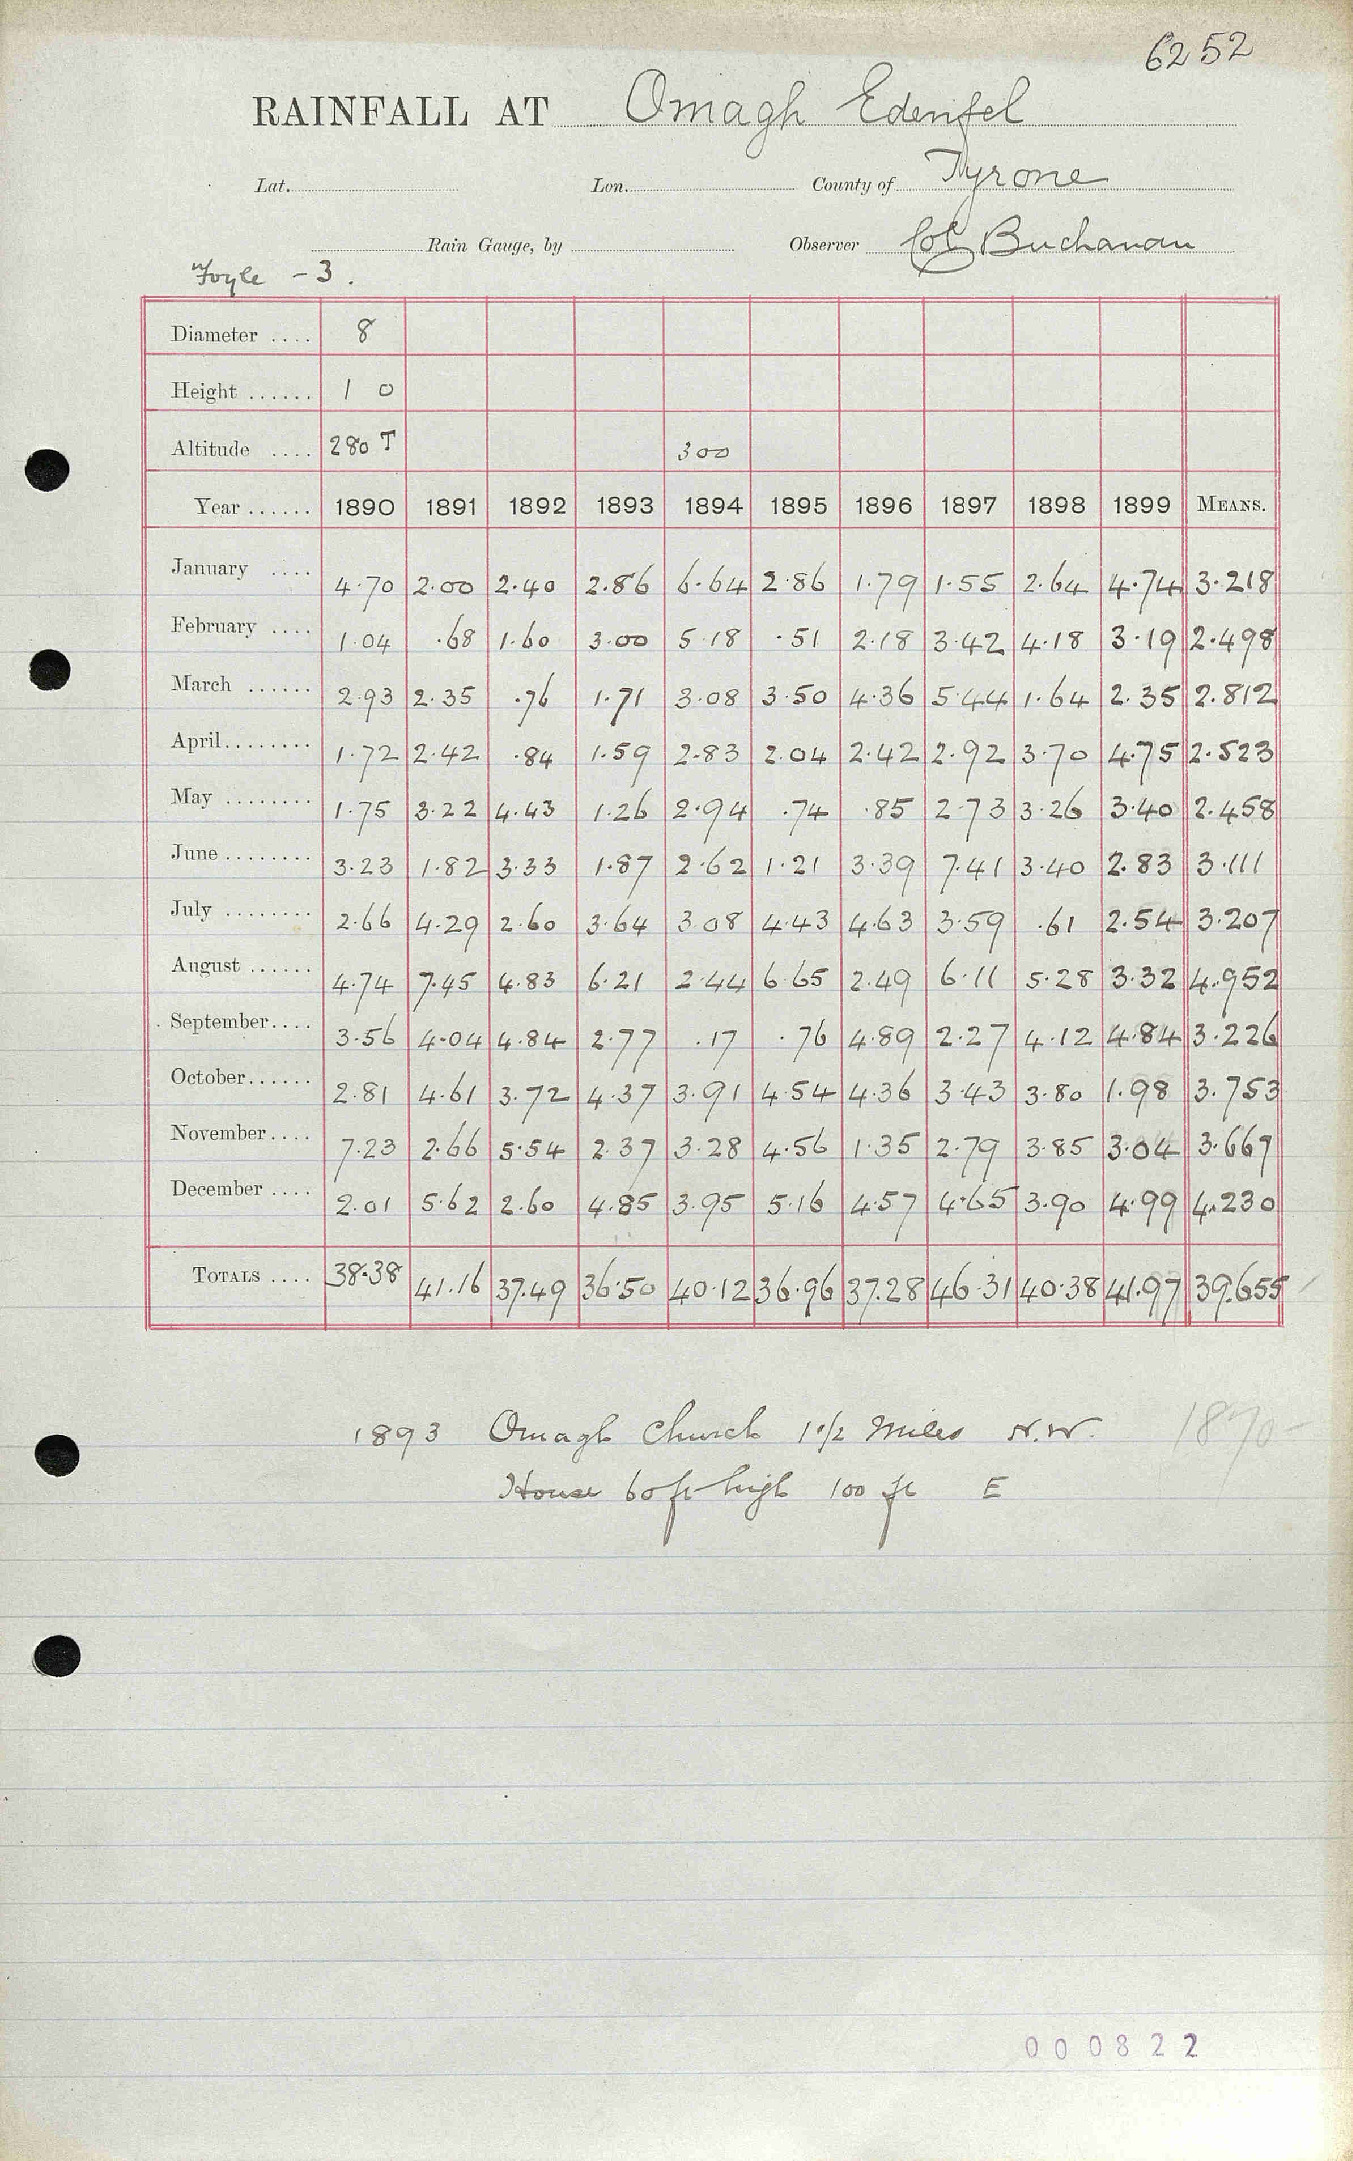 6252
RAINFALL AT Omagh Edenfel
Lat. Lon. County of Tyrone
Rain Gauge, by Observer Col Buchanan
Foyle - 3.
Diameter .... 8
Height ...... 1 0
Altitude .... 280 T 300
Year ...... 1890 1891 1892 1893 1894 1895 1896 1897 1898 1899 MEANS.
January .... 4.70 2.00 2.40 2.86 6.64 2.86 1.79 1.55 2.64 4.74 3.218
February .... 1.04 .68 1.60 3.00 5.18 .51 2.18 3.42 4.18 3.19 2.498
March ...... 2.93 2.35 .76 1.71 3.08 3.50 4.36 5.44 1.64 2.35 2.812
April........ 1.72 2.42 .84 1.59 2.83 2.04 2.42 2.92 3.70 4.75 2.523
May ........ 1.75 3.22 4.43 1.26 2.94 .74 .85 2.73 3.26 3.40 2.458
June ........ 3.23 1.82 3.33 1.87 2.62 1.21 3.39 7.41 3.40 2.83 3.111
July ........ 2.66 4.29 2.60 3.64 3.08 4.43 4.63 3.59 .61 2.54 3.207
August ...... 4.74 7.45 4.83 6.21 2.44 6.65 2.49 6.11 5.28 3.32 4.952
September.... 3.56 4.04 4.84 2.77 .17 .76 4.89 2.27 4.12 4.84 3.226
October...... 2.81 4.61 3.72 4.37 3.91 4.54 4.36 3.43 3.80 1.98 3.753
November.... 7.23 2.66 5.54 2.37 3.28 4.56 1.35 2.79 3.85 3.04 3.667
December .... 2.01 5.62 2.60 4.85 3.95 5.16 4.57 4.65 3.90 4.99 4.230
TOTALS .... 38.38 41.16 37.49 36.50 40.12 36.96 37.28 46.31 40.38 41.97 39.655
1893 Omagh Church 1 1/2 Miles N.W. 1870-
House 60 ft high 100 ft E
000822